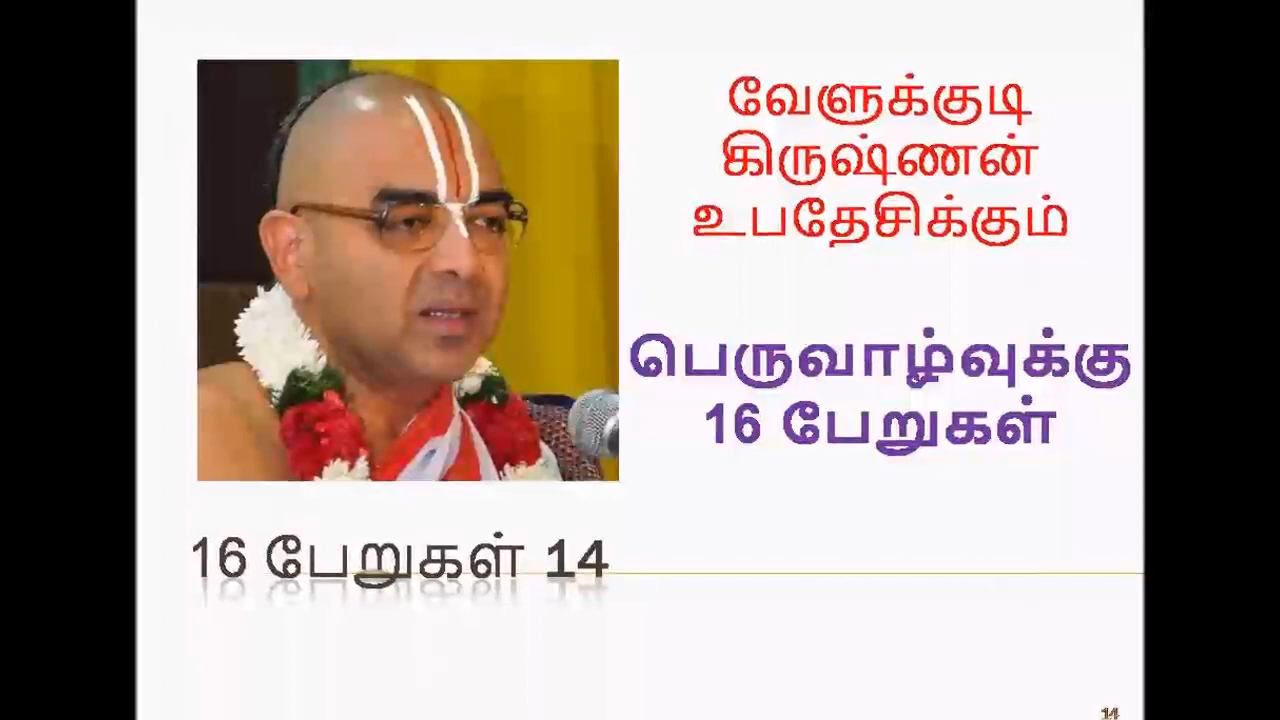 வேளுக்குடி
கிருஷ்ணன்
உபதேசிக்கும்
பெருவாழ்வுக்கு
16 பேறுகள்
16 பேறுகள் 14
14